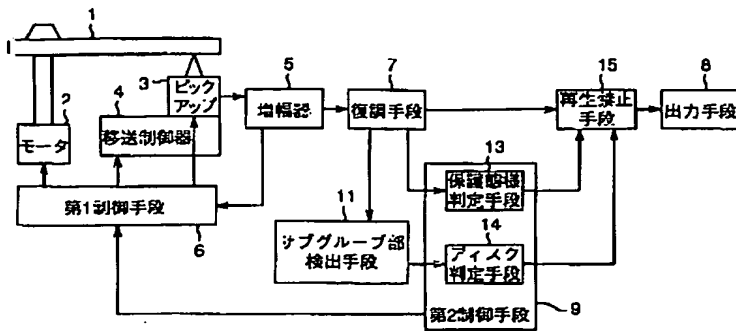 1
3
ピック
アップ
4
移送制御器
2
モータ
第1制御手段
6
5
増幅器
7
復調手段
15
再生禁止
手段
8
出力手段
13
保護態様
判定手段
11
サブグルーブ部
検出手段
14
ディスク
判定手段
第2制御手段
9